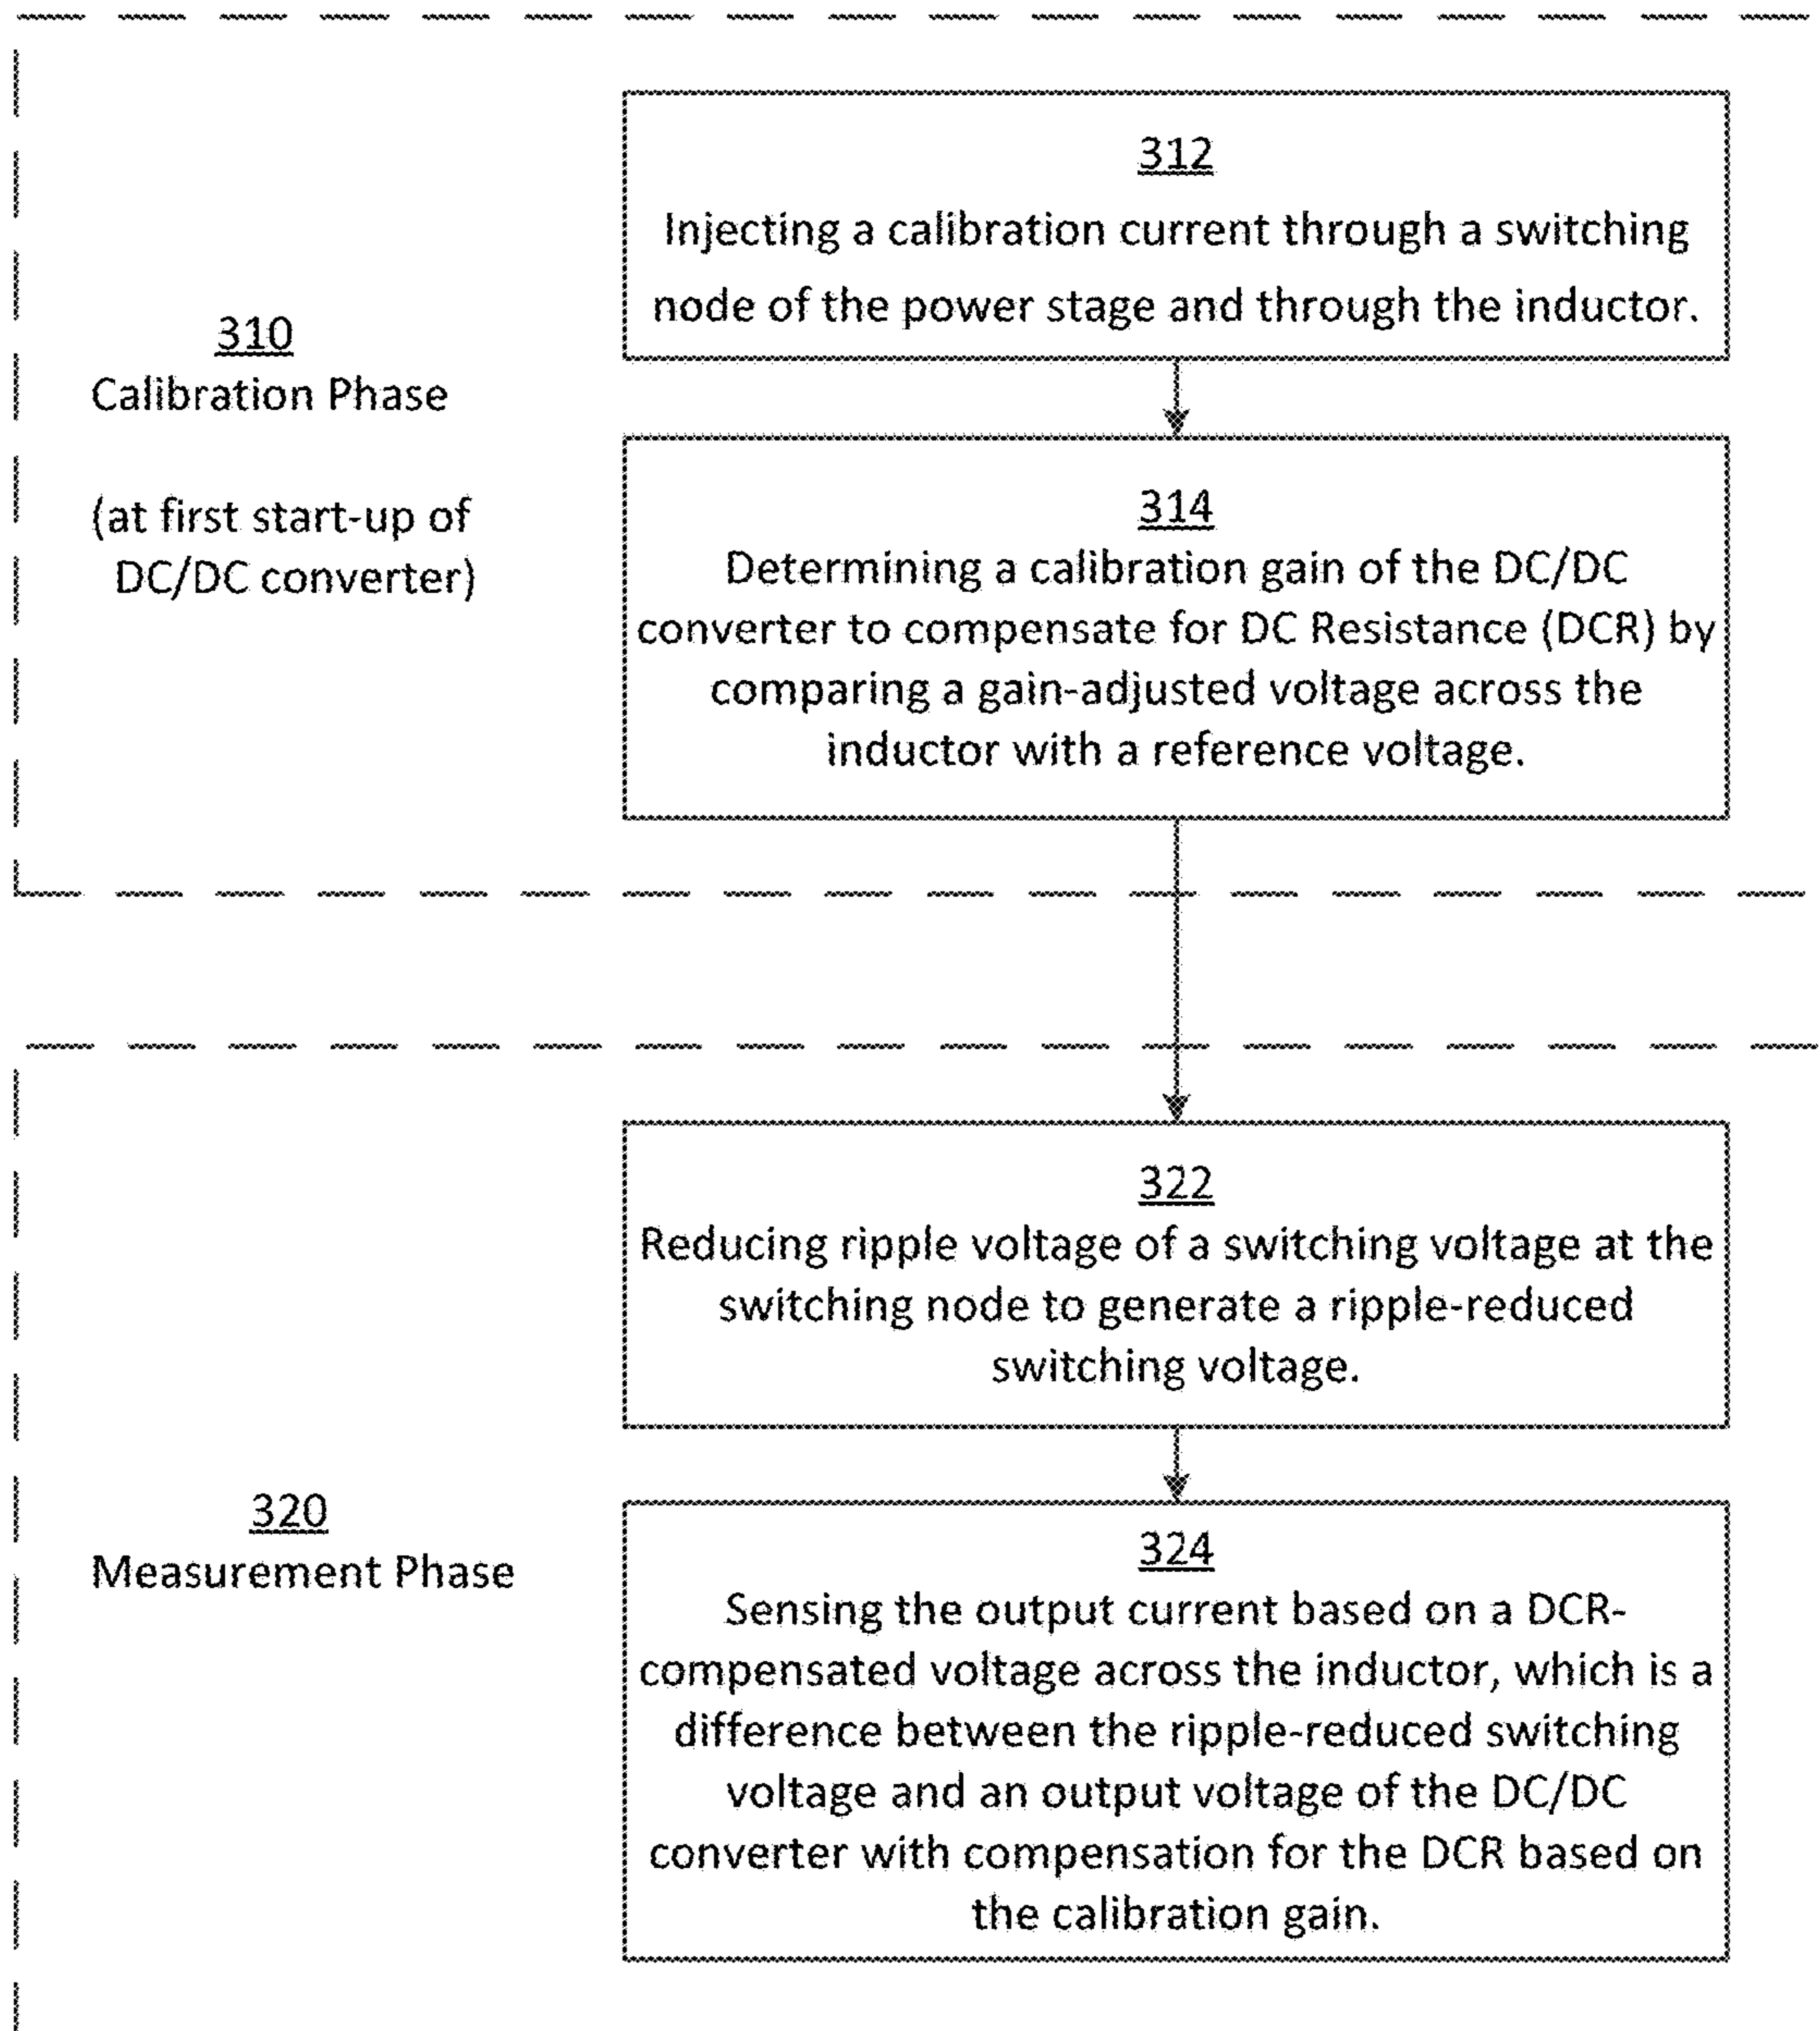 312
Injecting a calibration current through a switching
node of the power stage and through the inductor.
310
Calibration Phase
(at first start-up of
DC/DC converter)
314
Determining a calibration gain of the DC/DC
converter to compensate for DC Resistance (DCR) by
comparing a gain-adjusted voltage across the
inductor with a reference voltage.
322
Reducing ripple voltage of a switching voltage at the
switching node to generate a ripple-reduced
switching voltage.
320
Measurement Phase
324
Sensing the output current based on a DCR-
compensated voltage across the inductor, which is a
difference between the ripple-reduced switching
voltage and an output voltage of the DC/DC
converter with compensation for the DCR based on
the calibration gain.